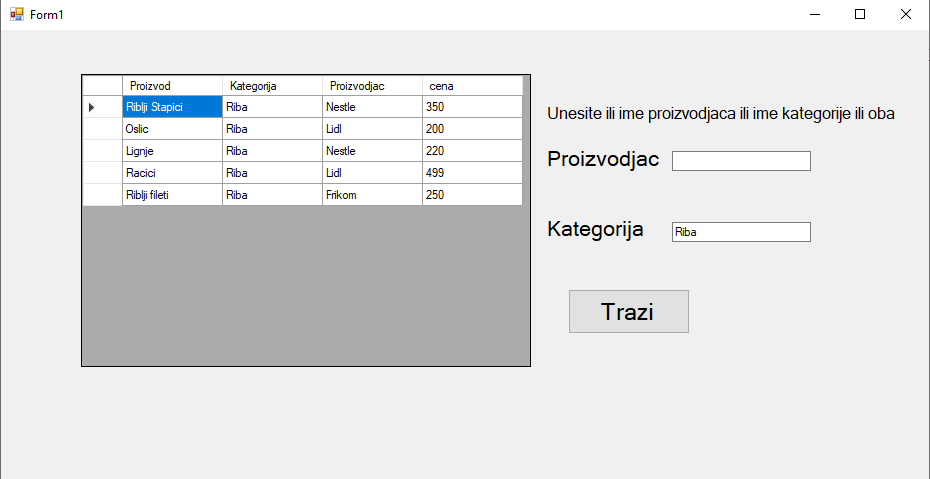 Form1
Proizvod Kategorija Proizvodjac cena
Riblji Stapici Riba Nestle 350
Oslic Riba Lidl 200
Lignje Riba Nestle 220
Racici Riba Lidl 499
Riblji fileti Riba Frikom 250
Unesite ili ime proizvodjaca ili ime kategorije ili oba
Proizvodjac
Kategorija Riba
Trazi